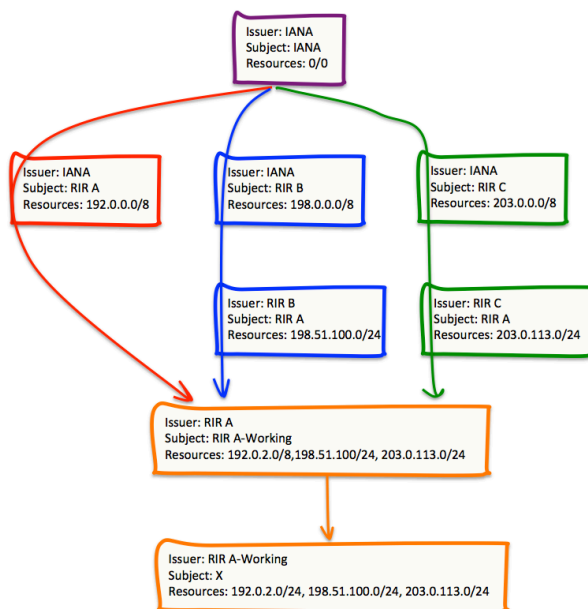 Issuer: IANA
Subject: IANA
Resources: 0/0
Issuer: IANA
Subject: RIR A
Resources: 192.0.0.0/8
Issuer: IANA
Subject: RIR B
Resources: 198.0.0.0/8
Issuer: IANA
Subject: RIR C
Resources: 203.0.0.0/8
Issuer: RIR B
Subject: RIR A
Resources: 198.51.100.0/24
Issuer: RIR C
Subject: RIR A
Resources: 203.0.113.0/24
Issuer: RIR A
Subject: RIR A-Working
Resources: 192.0.2.0/8,198.51.100/24, 203.0.113.0/24
Issuer: RIR A-Working
Subject: X
Resources: 192.0.2.0/24, 198.51.100.0/24, 203.0.113.0/24